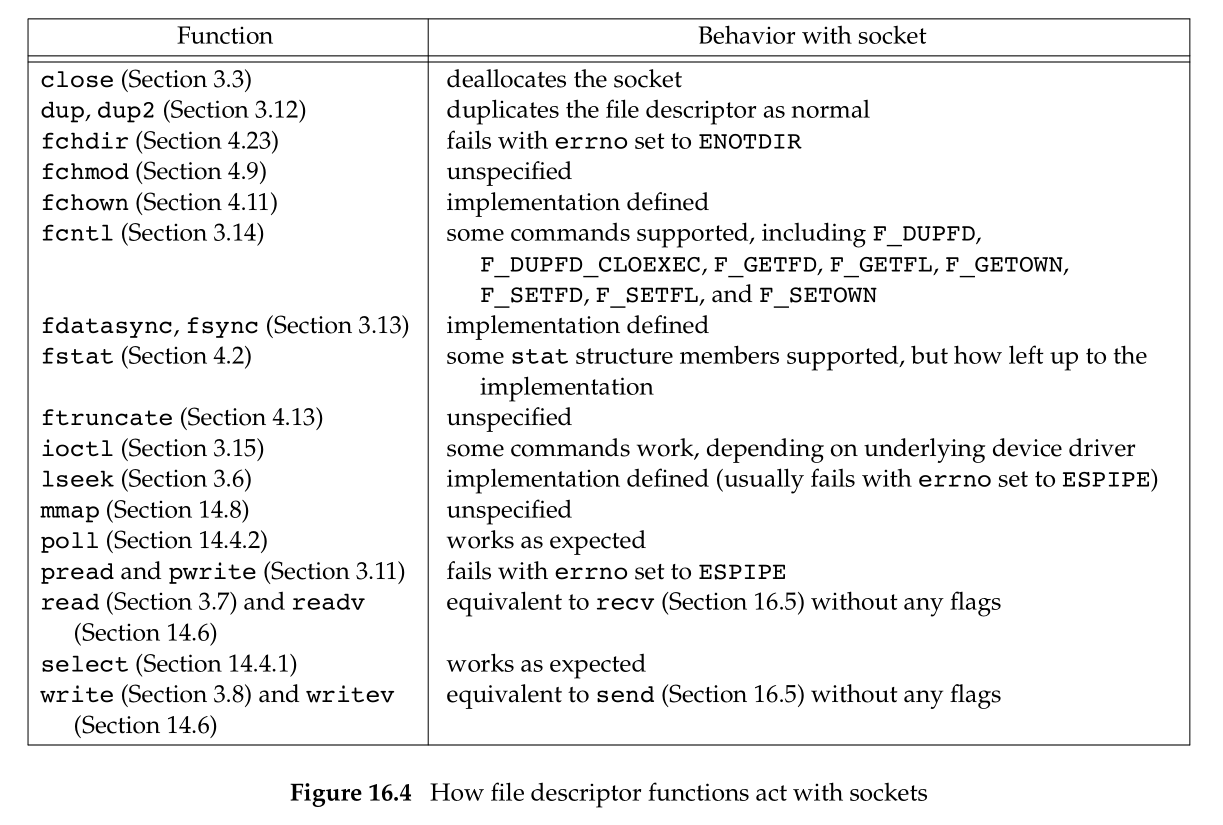 Function Behavior with socket
close (Section 3.3) deallocates the socket
dup, dup2 (Section 3.12) duplicates the file descriptor as normal
fchdir (Section 4.23) fails with errno set to ENOTDIR
fchmod (Section 4.9) unspecified
fchown (Section 4.11) implementation defined
fcntl (Section 3.14) some commands supported, including F_DUPFD,
F_DUPFD_CLOEXEC, F_GETFD, F_GETFL, F_GETOWN,
F_SETFD, F_SETFL, and F_SETOWN
fdatasync, fsync (Section 3.13) implementation defined
fstat (Section 4.2) some stat structure members supported, but how left up to the
implementation
ftruncate (Section 4.13) unspecified
ioctl (Section 3.15) some commands work, depending on underlying device driver
lseek (Section 3.6) implementation defined (usually fails with errno set to ESPIPE)
mmap (Section 14.8) unspecified
poll (Section 14.4.2) works as expected
pread and pwrite (Section 3.11) fails with errno set to ESPIPE
read (Section 3.7) and readv equivalent to recv (Section 16.5) without any flags
(Section 14.6)
select (Section 14.4.1) works as expected
write (Section 3.8) and writev equivalent to send (Section 16.5) without any flags
(Section 14.6)
Figure 16.4 How file descriptor functions act with sockets